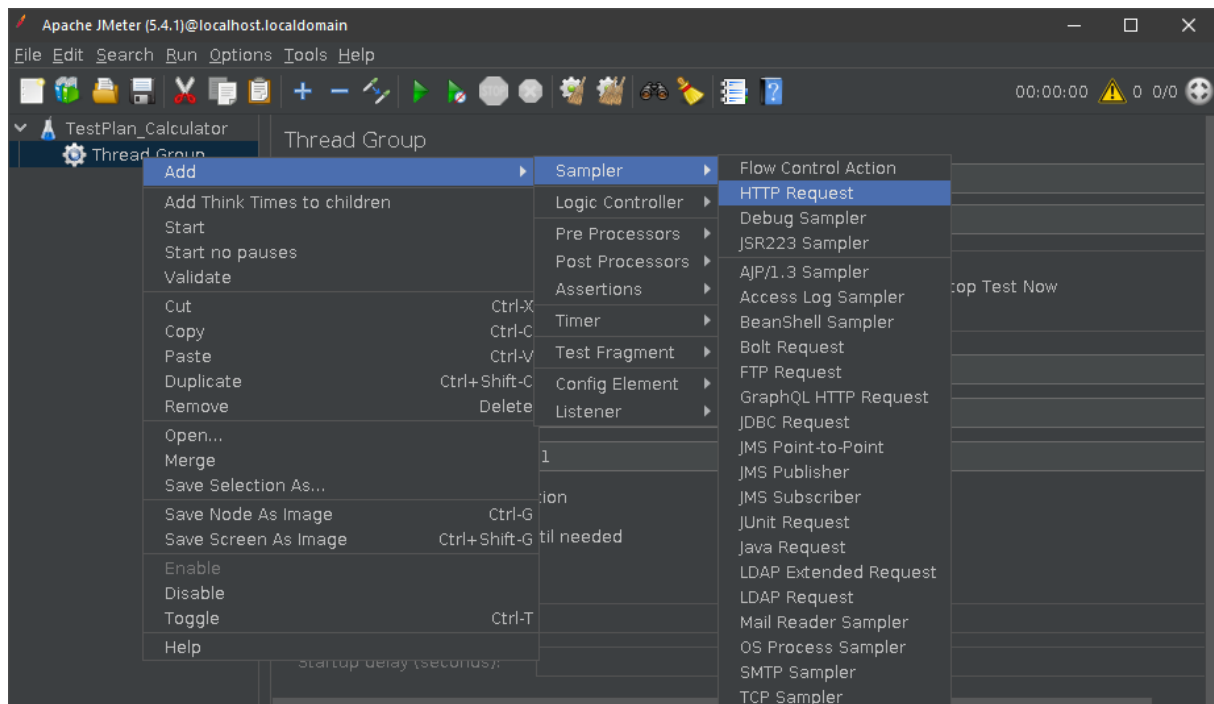 Apache JMeter (5.4.1)@localhost.localdomain
File Edit Search Run Options Tools Help
STOP
00:00:00 0 0/0
TestPlan_Calculator
Thread Group
Thread Group
Add
Add Think Times to children
Start
Start no pauses
Validate
Cut Ctrl-X
Copy Ctrl-C
Paste Ctrl-V
Duplicate Ctrl+Shift-C
Remove Delete
Open...
Merge
Save Selection As...
Save Node As Image Ctrl-G
Save Screen As Image Ctrl+Shift-G
Enable
Disable
Toggle Ctrl-T
Help
Sampler
Logic Controller
Pre Processors
Post Processors
Assertions
Timer
Test Fragment
Config Element
Listener
Flow Control Action
HTTP Request
Debug Sampler
JSR223 Sampler
AJP/1.3 Sampler
Access Log Sampler
BeanShell Sampler
Bolt Request
FTP Request
GraphQL HTTP Request
JDBC Request
JMS Point-to-Point
JMS Publisher
JMS Subscriber
JUnit Request
Java Request
LDAP Extended Request
LDAP Request
Mail Reader Sampler
OS Process Sampler
SMTP Sampler
TCP Sampler
top Test Now
1
tion
til needed
Startup delay (seconds):